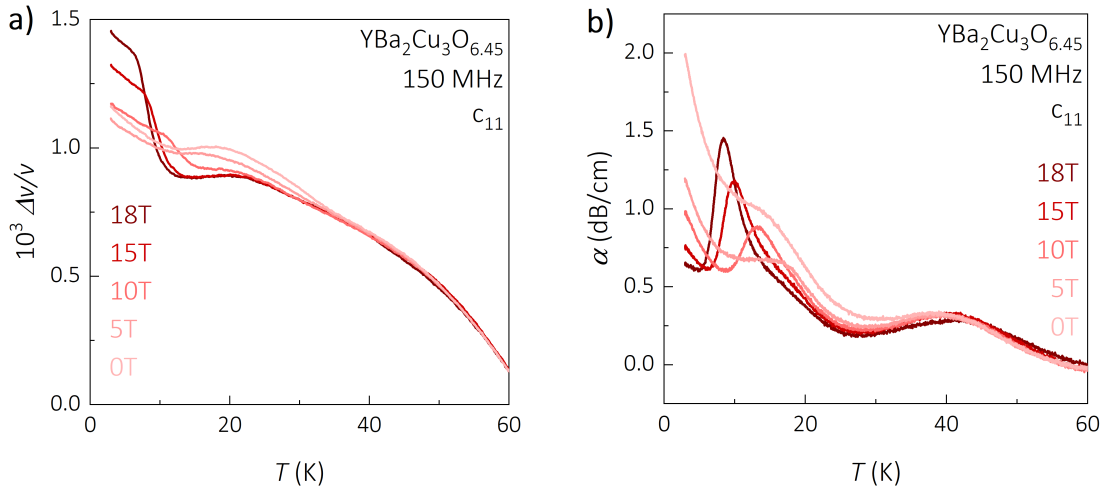 a)
YBa₂Cu₃O₆.₄₅
150 MHz
c₁₁
10³ Δv/v
1.5
1.0
0.5
0.0
18T
15T
10T
5T
0T
0
20
40
60
T (K)
b)
YBa₂Cu₃O₆.₄₅
150 MHz
c₁₁
α (dB/cm)
2.0
1.5
1.0
0.5
0.0
18T
15T
10T
5T
0T
0
20
40
60
T (K)